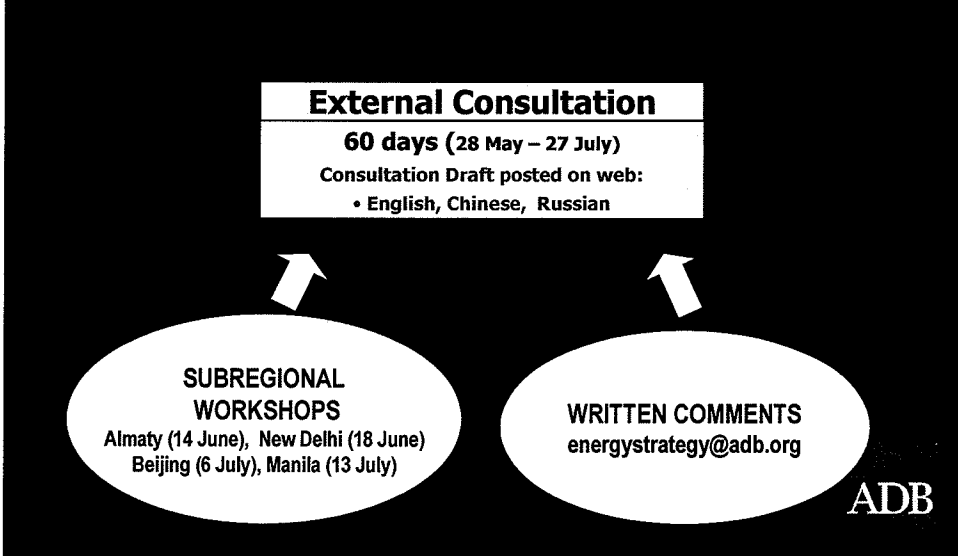 External Consultation
60 days (28 May – 27 July)
Consultation Draft posted on web:
• English, Chinese, Russian
SUBREGIONAL
WORKSHOPS
Almaty (14 June), New Delhi (18 June)
Beijing (6 July), Manila (13 July)
WRITTEN COMMENTS
energystrategy@adb.org
ADB